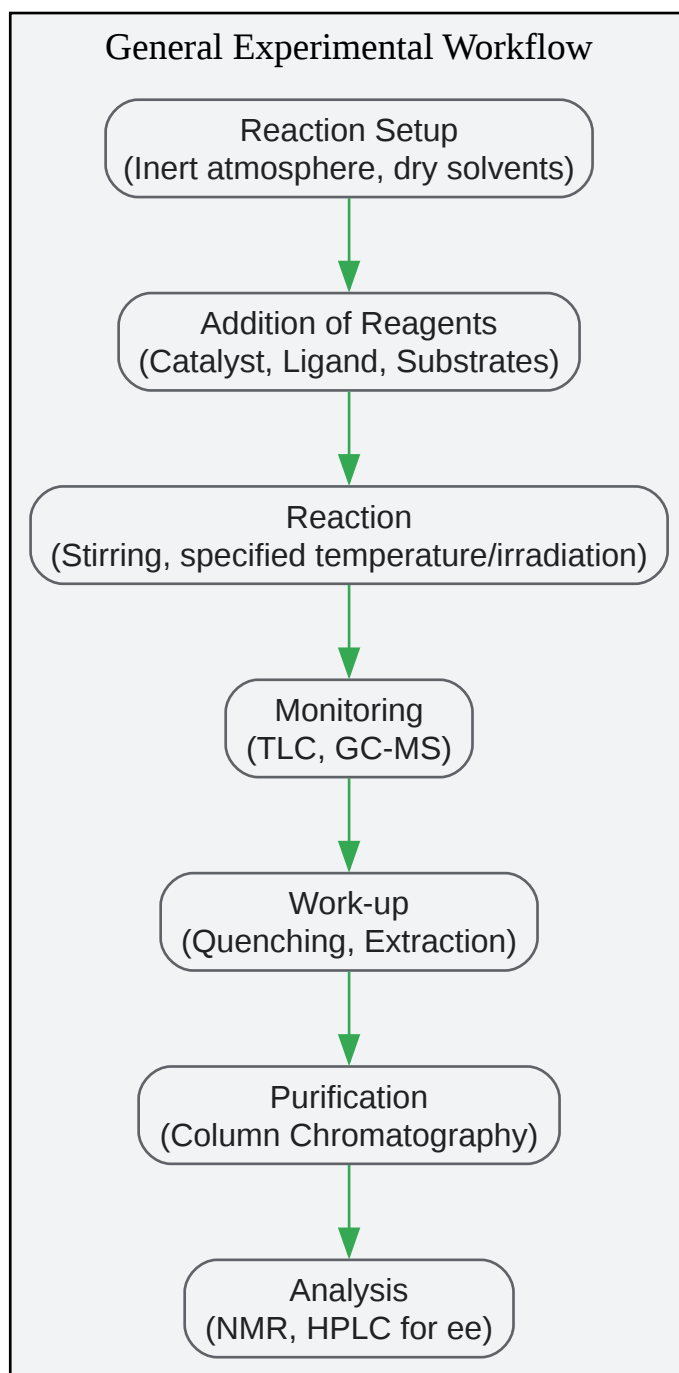 General Experimental Workflow
Reaction Setup
(Inert atmosphere, dry solvents)
Addition of Reagents
(Catalyst, Ligand, Substrates)
Reaction
(Stirring, specified temperature/irradiation)
Monitoring
(TLC, GC-MS)
Work-up
(Quenching, Extraction)
Purification
(Column Chromatography)
Analysis
(NMR, HPLC for ee)